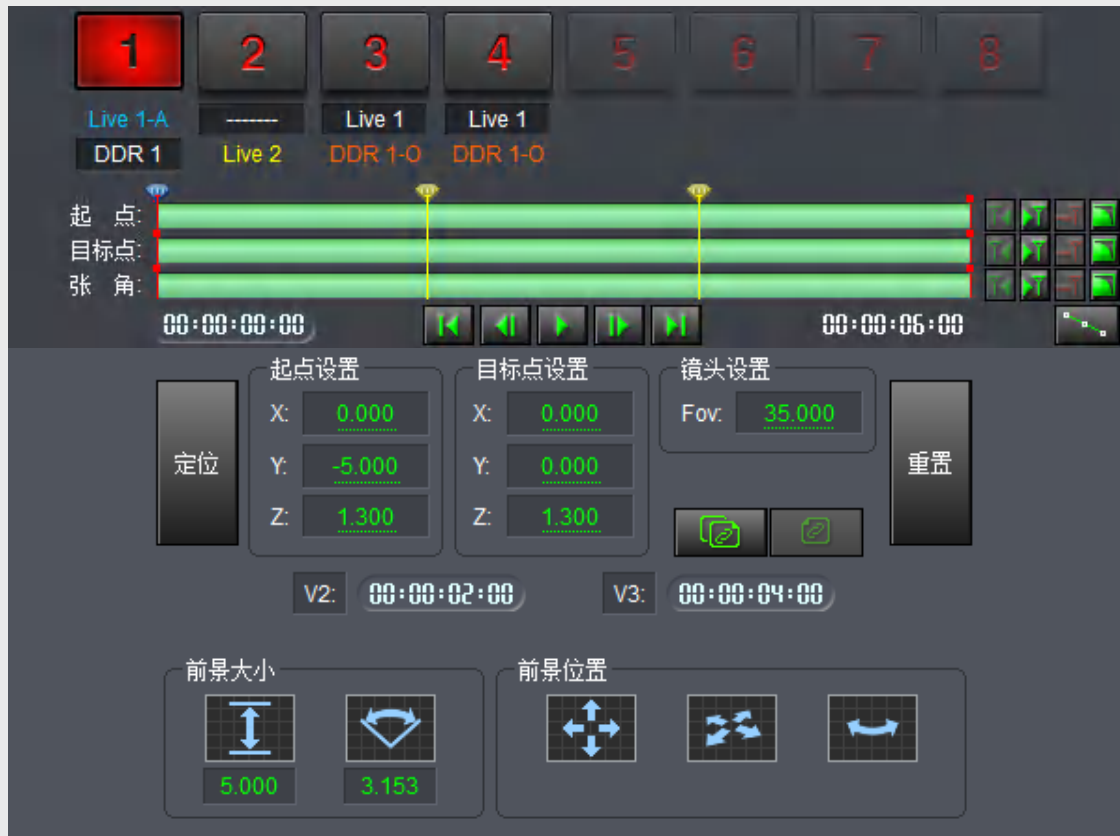 1 2 3 4 5 6 7 8
Live 1-A ------- Live 1 Live 1
DDR 1 Live 2 DDR 1-O DDR 1-O
起 点:
目标点:
张 角:
00:00:00:00 00:00:06:00
起点设置 目标点设置 镜头设置
X: 0.000 X: 0.000 Fov: 35.000
定位 Y: -5.000 Y: 0.000 重置
Z: 1.300 Z: 1.300
V2: 00:00:02:00 V3: 00:00:04:00
前景大小 前景位置
5.000 3.153